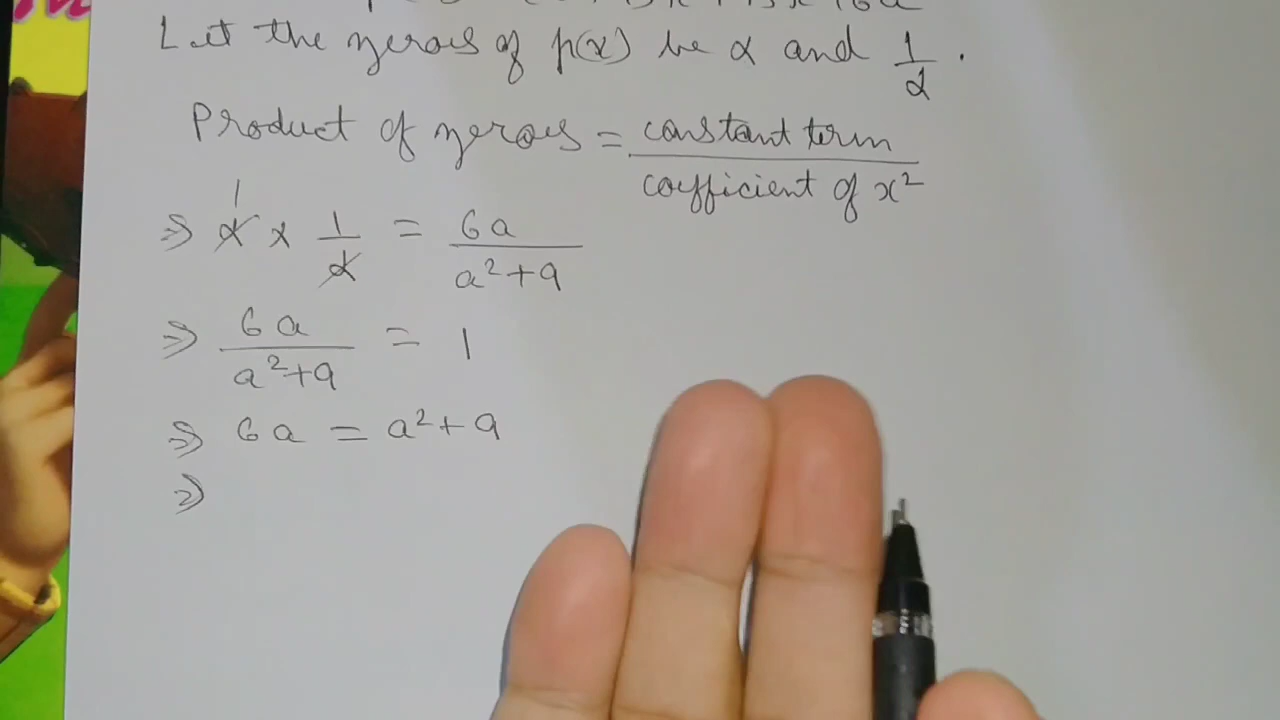 Let the zeroes of p(x) be α and 1/α .
Product of zeroes = constant term / coefficient of x²
⇒ α × 1/α = 6a / a²+9
1
⇒ 6a / a²+9 = 1
⇒ 6a = a²+9
⇒